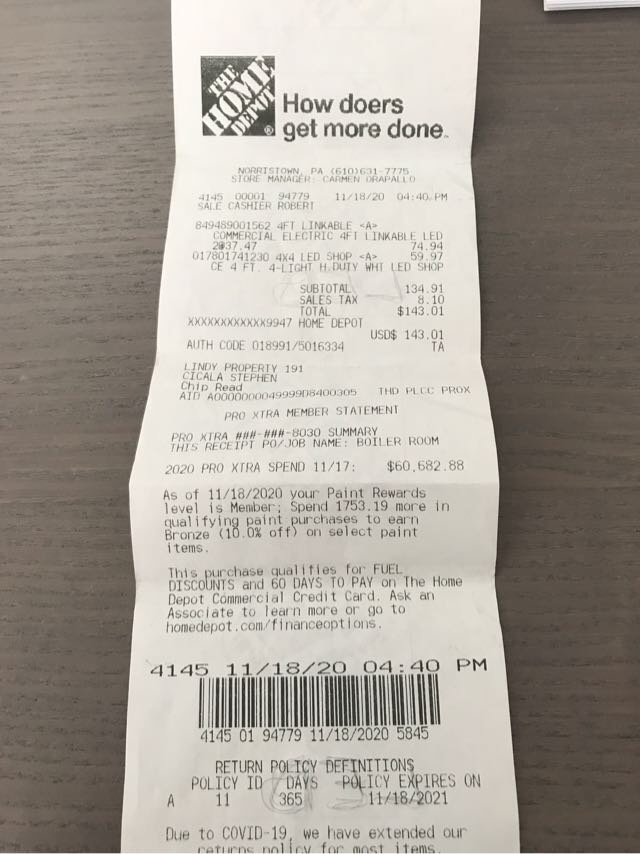 THE
HOME
DEPOT
How doers
get more done™
NORRISTOWN, PA (610)631-7775
STORE MANAGER: CARMEN DRAPALLO
4145 00001 94779 11/18/20 04:40 PM
SALE CASHIER ROBERT
849489001562 4FT LINKABLE <A>
COMMERCIAL ELECTRIC 4FT LINKABLE LED
2@37.47 74.94
017801741230 4X4 LED SHOP <A> 59.97
CE 4 FT. 4-LIGHT H.DUTY WHT LED SHOP
SUBTOTAL 134.91
SALES TAX 8.10
TOTAL $143.01
XXXXXXXXXXXX9947 HOME DEPOT
USD$ 143.01
AUTH CODE 018991/5016334 TA
LINDY PROPERTY 191
CICALA STEPHEN
Chip Read
AID A0000000049999D8400305 THD PLCC PROX
PRO XTRA MEMBER STATEMENT
PRO XTRA ###-###-8030 SUMMARY
THIS RECEIPT PO/JOB NAME: BOILER ROOM
2020 PRO XTRA SPEND 11/17: $60,682.88
As of 11/18/2020 your Paint Rewards
level is Member; Spend 1753.19 more in
qualifying paint purchases to earn
Bronze (10.0% off) on select paint
items.
This purchase qualifies for FUEL
DISCOUNTS and 60 DAYS TO PAY on The Home
Depot Commercial Credit Card. Ask an
Associate to learn more or go to
homedepot.com/financeoptions.
4145 11/18/20 04:40 PM
4145 01 94779 11/18/2020 5845
RETURN POLICY DEFINITIONS
POLICY ID DAYS POLICY EXPIRES ON
A 11 365 11/18/2021
Due to COVID-19, we have extended our
returns policy for most items.